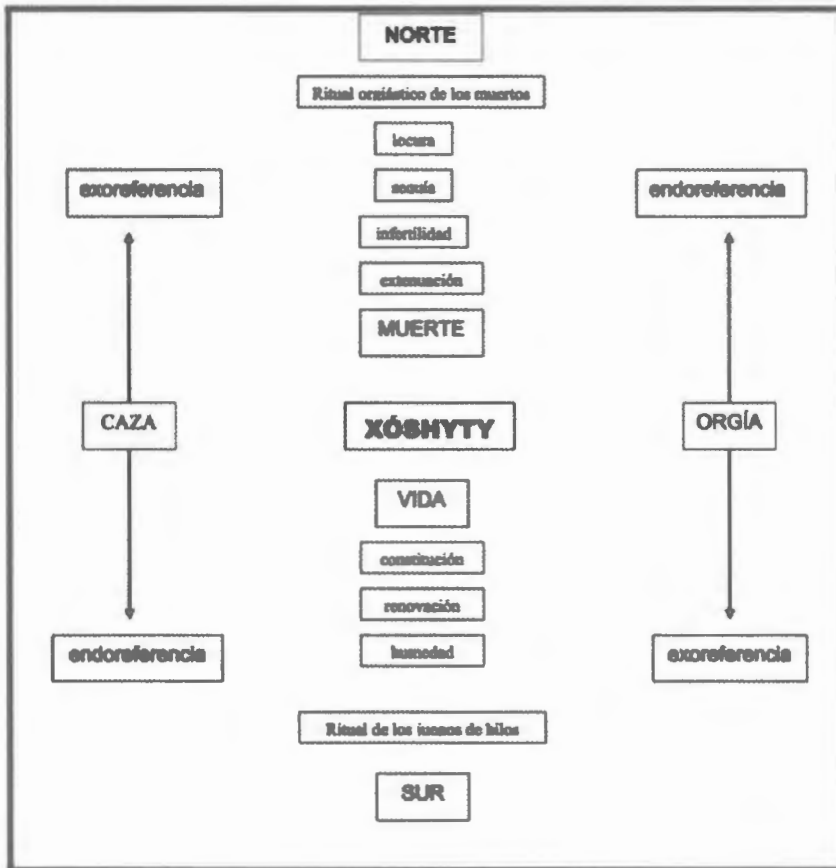 NORTE
Ritual orgiástico de los muertos
locura
sequía
exoreferencia
endoreferencia
infertilidad
extenuación
MUERTE
CAZA
XÓSHYTY
ORGÍA
VIDA
constitución
renovación
humedad
endoreferencia
exoreferencia
Ritual de los juegos de hilos
SUR